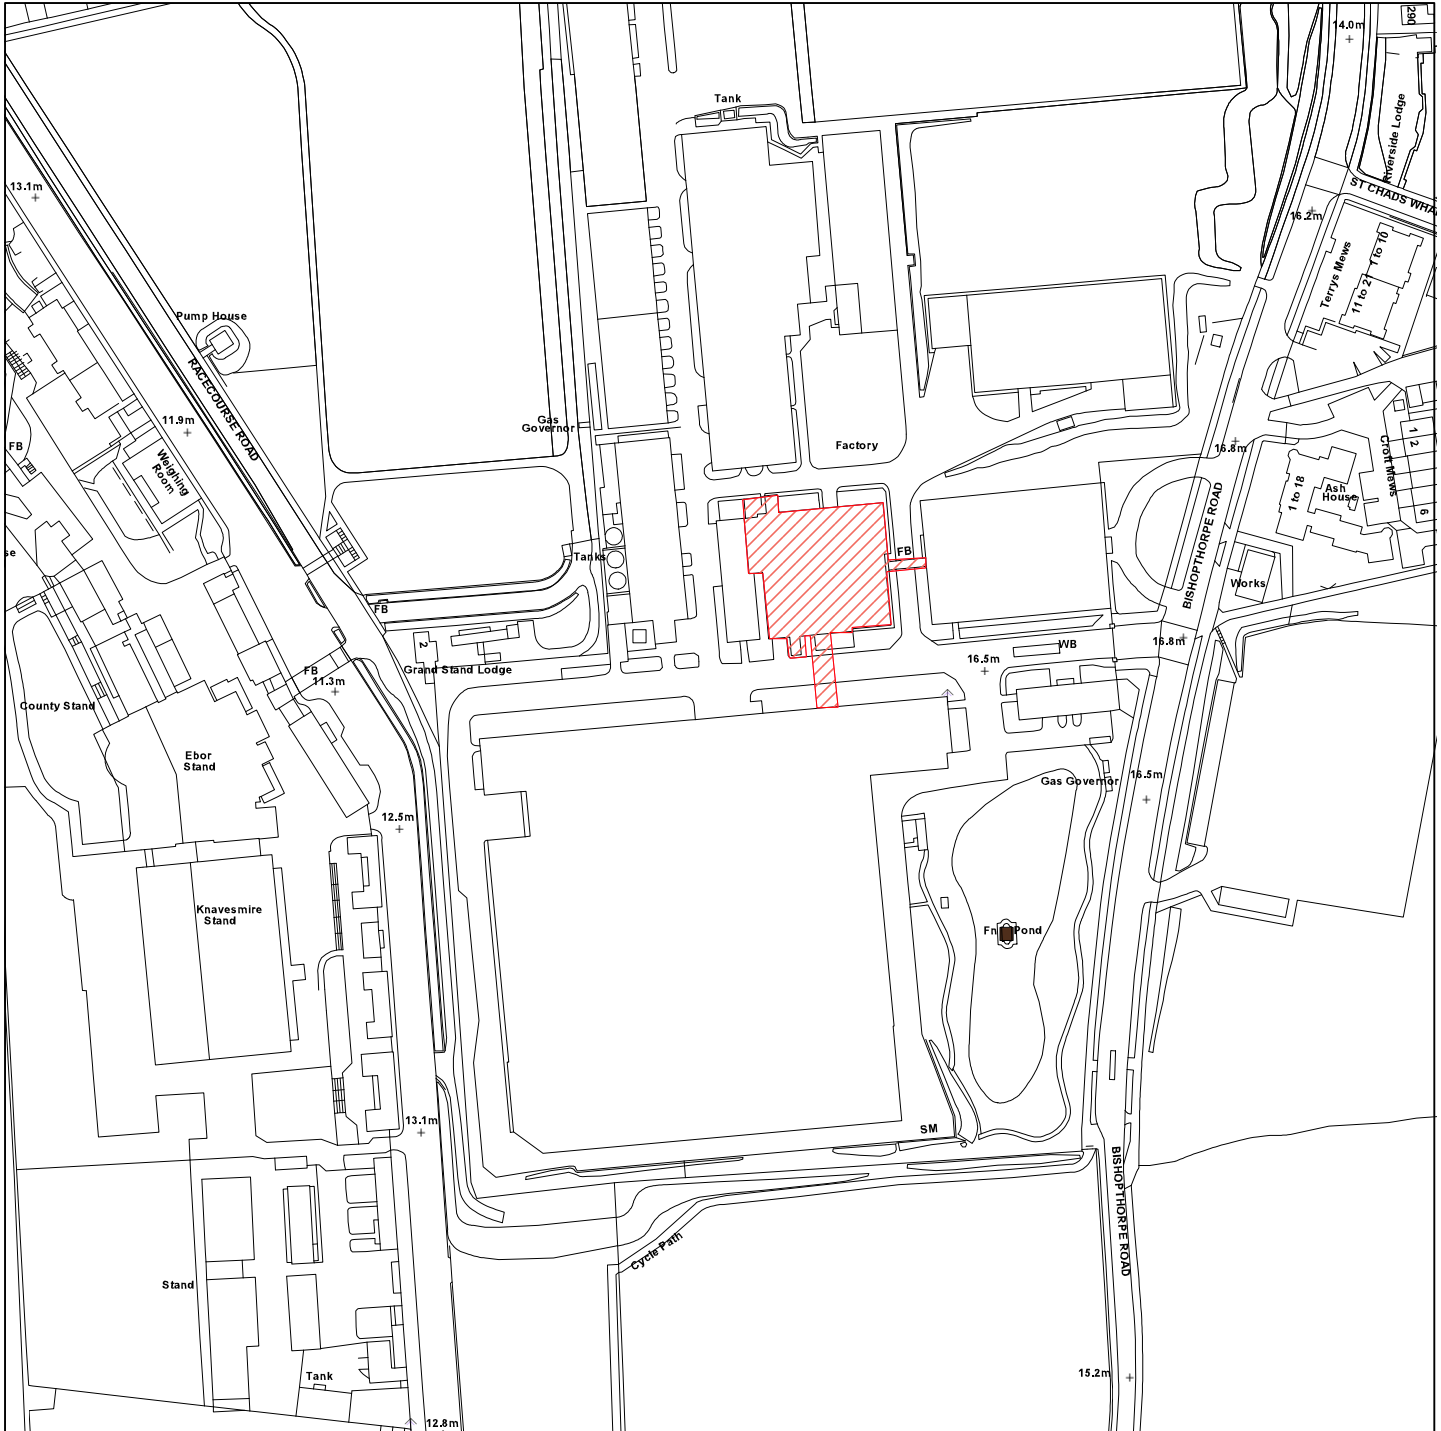 290
14.0m
Tank
Riverside Lodge
13.1m
ST CHADS WHA
16.2m
Terrys Mews
1 to 10
11 to 21
Pump House
RACECOURSE ROAD
11.9m
Gas
Governor
Factory
FB
Weighing
Room
16.8m
Croft Mews
1 2
6
1 to 18
Ash
House
BISHOPTHORPE ROAD
se
Tanks
FB
Works
FB
2
Grand Stand Lodge
16.8m
WB
16.5m
FB
11.3m
County Stand
Ebor
Stand
Gas Governor
16.5m
12.5m
Knavesmire
Stand
Fn
Pond
13.1m
SM
BISHOPTHORPE ROAD
Cycle Path
Stand
Tank
15.2m
12.8m